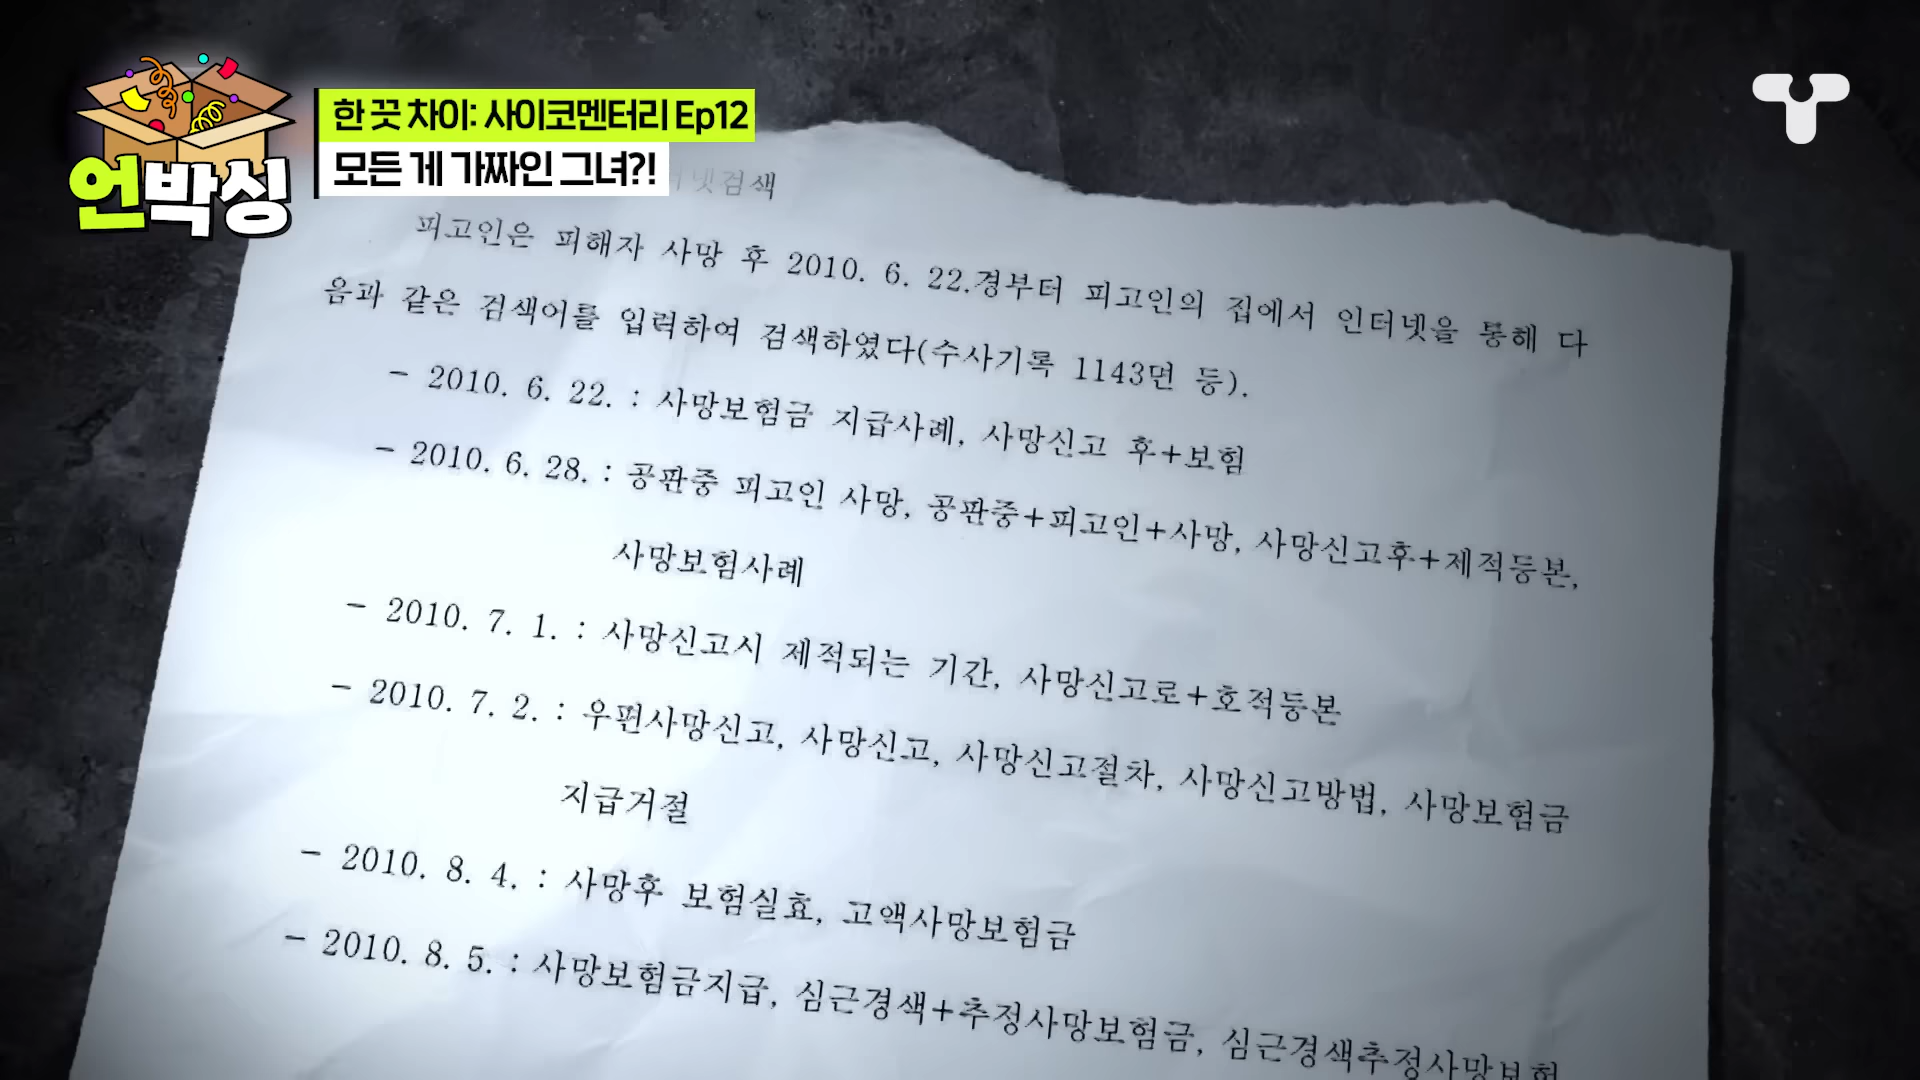 언박싱
한 끗 차이: 사이코멘터리 Ep12
모든 게 가짜인 그녀?!
터넷검색
피고인은 피해자 사망 후 2010. 6. 22.경부터 피고인의 집에서 인터넷을 통해 다
음과 같은 검색어를 입력하여 검색하였다(수사기록 1143면 등).
- 2010. 6. 22. : 사망보험금 지급사례, 사망신고 후+보험
- 2010. 6. 28. : 공판중 피고인 사망, 공판중+피고인+사망, 사망신고후+제적등본,
사망보험사례
- 2010. 7. 1. : 사망신고시 제적되는 기간, 사망신고로+호적등본
- 2010. 7. 2. : 우편사망신고, 사망신고, 사망신고절차, 사망신고방법, 사망보험금
지급거절
- 2010. 8. 4. : 사망후 보험실효, 고액사망보험금
- 2010. 8. 5. : 사망보험금지급, 심근경색+추정사망보험금, 심근경색추정사망보험